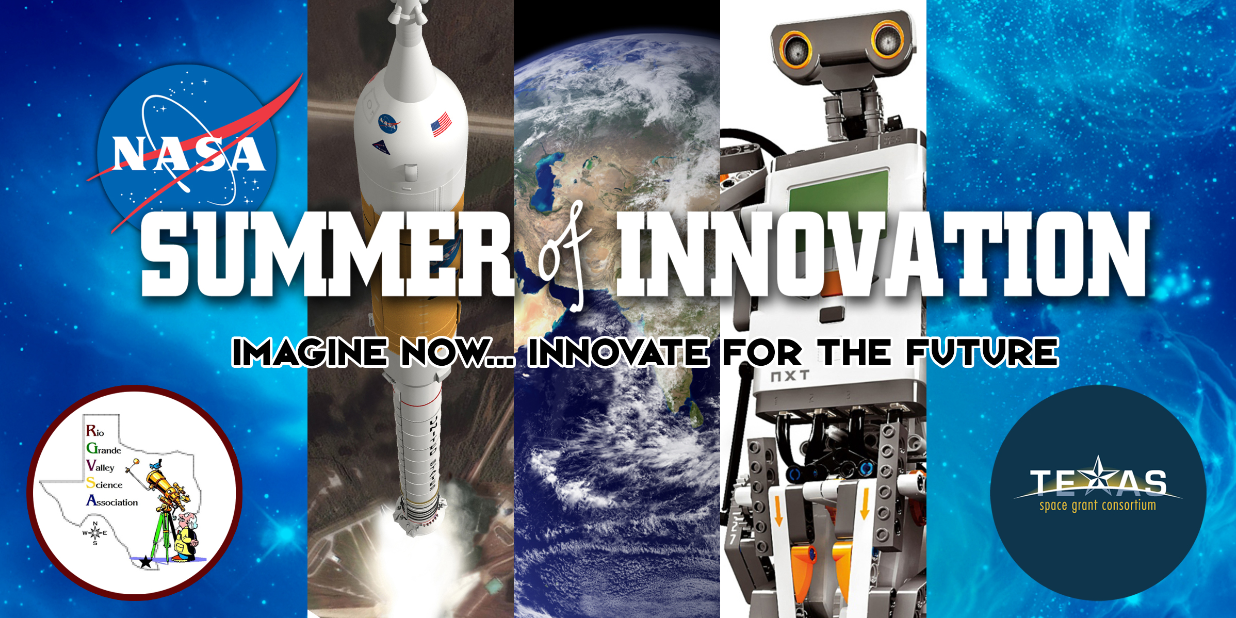 NASA
NASA
SUMMER of INNOVATION
IMAGINE NOW... INNOVATE FOR THE FUTURE
NXT
Rio
Grande
Valley
Science
Association
N
W E
S
TEXAS
space grant consortium